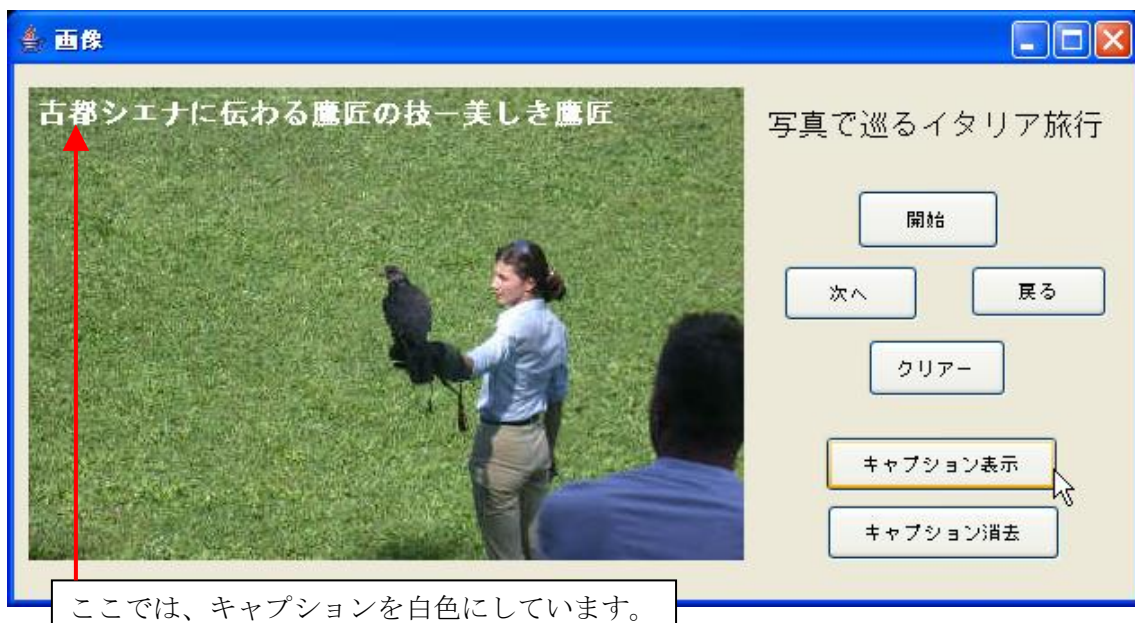 画像
古都シエナに伝わる鷹匠の技ー美しき鷹匠
写真で巡るイタリア旅行
開始
次へ
戻る
クリアー
キャプション表示
キャプション消去
ここでは、キャプションを白色にしています。